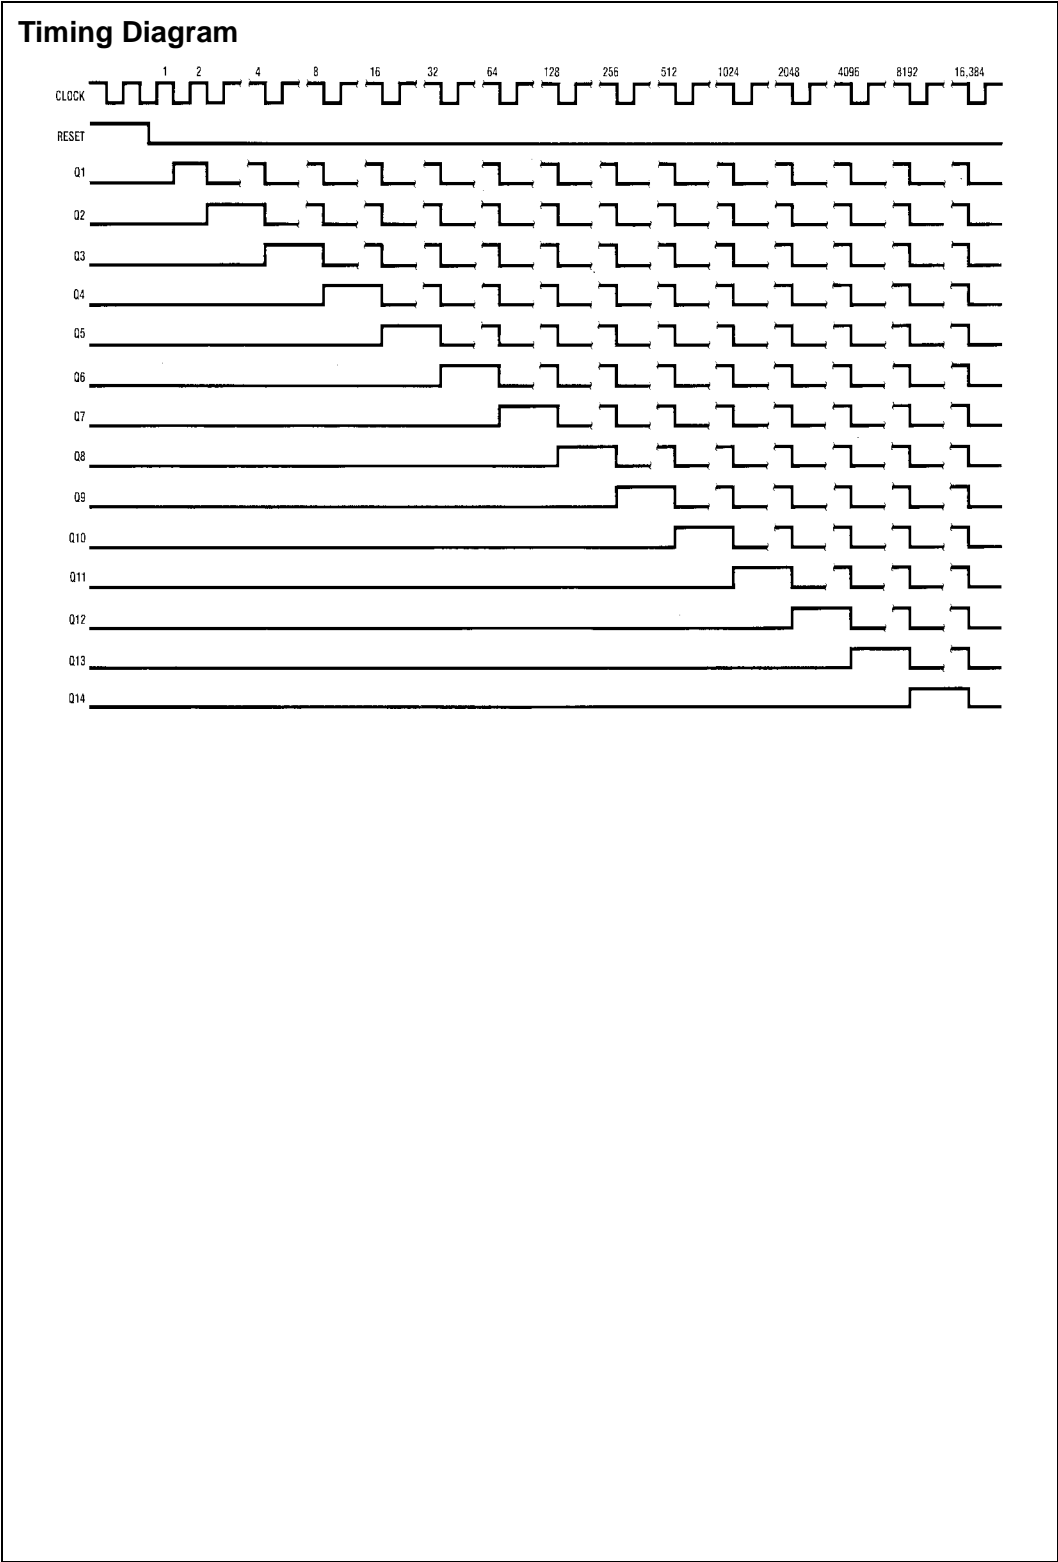 Timing Diagram
1 2 4 8 16 32 64 128 256 512 1024 2048 4096 8192 16,384
CLOCK
RESET
Q1
Q2
Q3
Q4
Q5
Q6
Q7
Q8
Q9
Q10
Q11
Q12
Q13
Q14